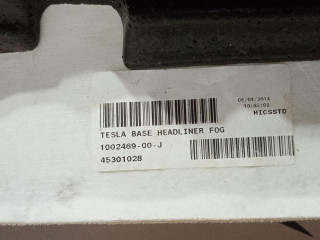 06/08/2014
10:41:02
HICSSTD
TESLA BASE HEADLINER FOG
1002469-00-J
45301028